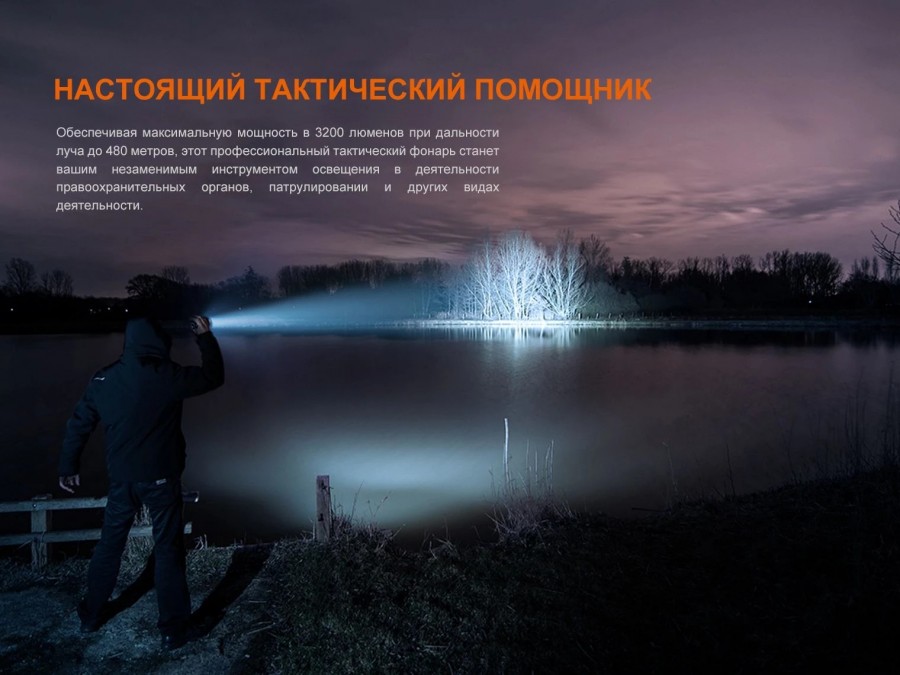 НАСТОЯЩИЙ ТАКТИЧЕСКИЙ ПОМОЩНИК
Обеспечивая максимальную мощность в 3200 люменов при дальности
луча до 480 метров, этот профессиональный тактический фонарь станет
вашим незаменимым инструментом освещения в деятельности
правоохранительных органов, патрулировании и других видах
деятельности.